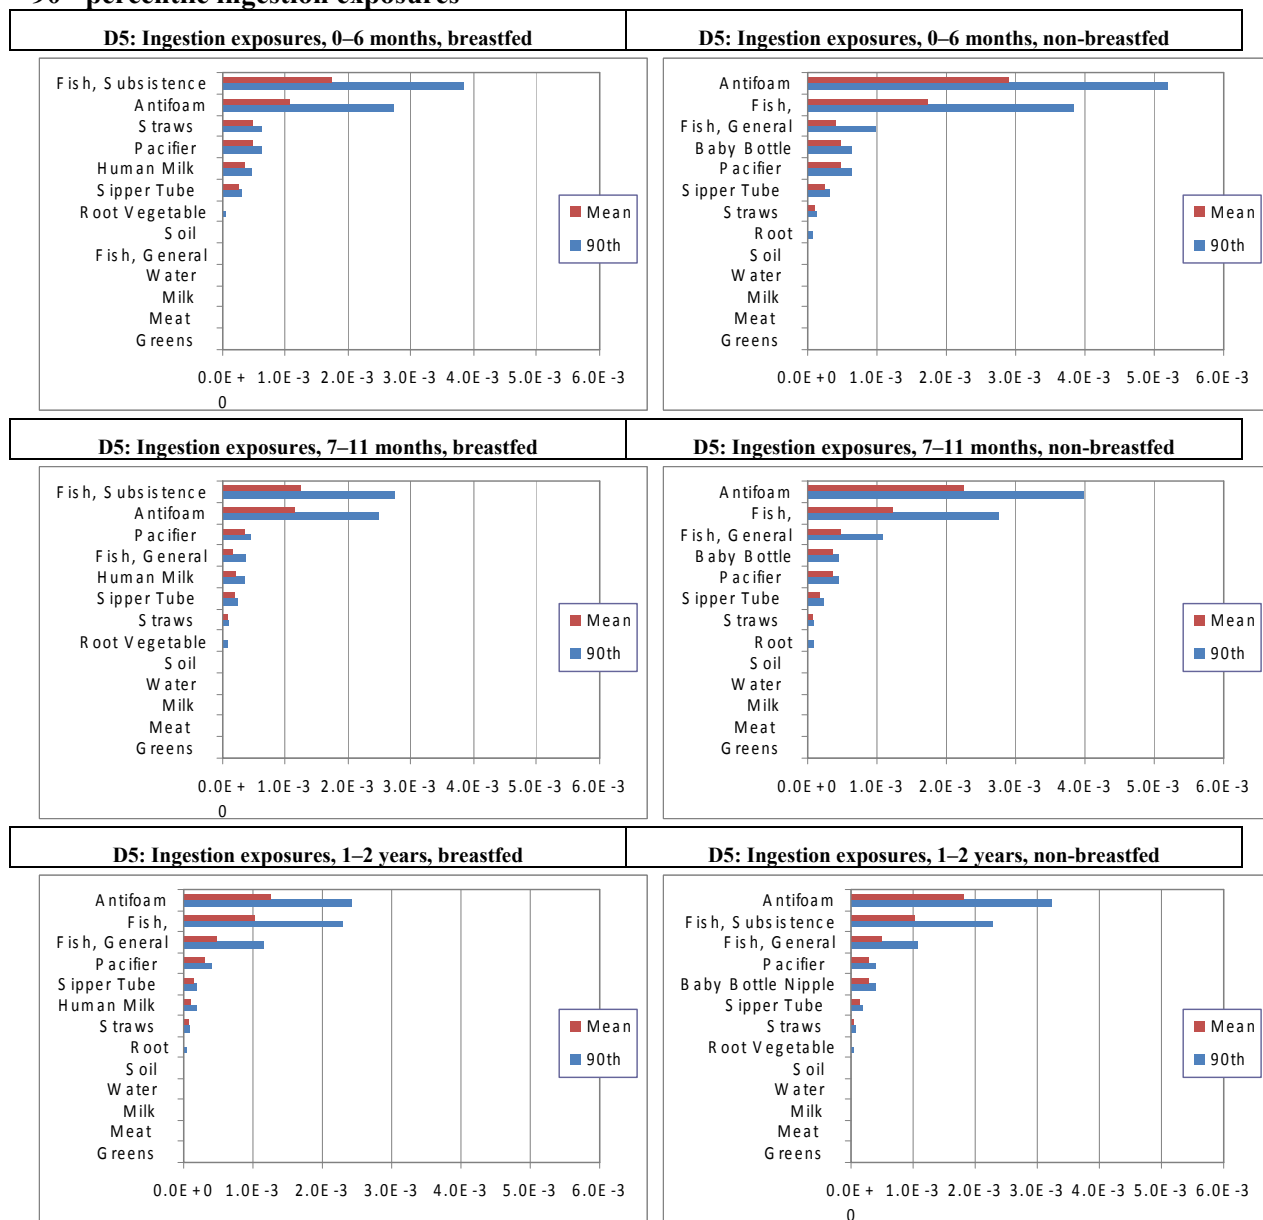 90th percentile ingestion exposures
D5: Ingestion exposures, 0–6 months, breastfed
D5: Ingestion exposures, 0–6 months, non-breastfed
Fish, Subsistence
Antifoam
Straws
Pacifier
Human Milk
Sipper Tube
Root Vegetable
Soil
Fish, General
Water
Milk
Meat
Greens
Mean
90th
0.0E+ 1.0E-3 2.0E-3 3.0E-3 4.0E-3 5.0E-3 6.0E-3
0
Antifoam
Fish,
Fish, General
Baby Bottle
Pacifier
Sipper Tube
Straws
Root
Soil
Water
Milk
Meat
Greens
Mean
90th
0.0E+0 1.0E-3 2.0E-3 3.0E-3 4.0E-3 5.0E-3 6.0E-3
D5: Ingestion exposures, 7–11 months, breastfed
D5: Ingestion exposures, 7–11 months, non-breastfed
Fish, Subsistence
Antifoam
Pacifier
Fish, General
Human Milk
Sipper Tube
Straws
Root Vegetable
Soil
Water
Milk
Meat
Greens
Mean
90th
0.0E+ 1.0E-3 2.0E-3 3.0E-3 4.0E-3 5.0E-3 6.0E-3
0
Antifoam
Fish,
Fish, General
Baby Bottle
Pacifier
Sipper Tube
Straws
Root
Soil
Water
Milk
Meat
Greens
Mean
90th
0.0E+0 1.0E-3 2.0E-3 3.0E-3 4.0E-3 5.0E-3 6.0E-3
D5: Ingestion exposures, 1–2 years, breastfed
D5: Ingestion exposures, 1–2 years, non-breastfed
Antifoam
Fish,
Fish, General
Pacifier
Sipper Tube
Human Milk
Straws
Root
Soil
Water
Milk
Meat
Greens
Mean
90th
0.0E+0 1.0E-3 2.0E-3 3.0E-3 4.0E-3 5.0E-3 6.0E-3
Antifoam
Fish, Subsistence
Fish, General
Pacifier
Baby Bottle Nipple
Sipper Tube
Straws
Root Vegetable
Soil
Water
Milk
Meat
Greens
Mean
90th
0.0E+ 1.0E-3 2.0E-3 3.0E-3 4.0E-3 5.0E-3 6.0E-3
0